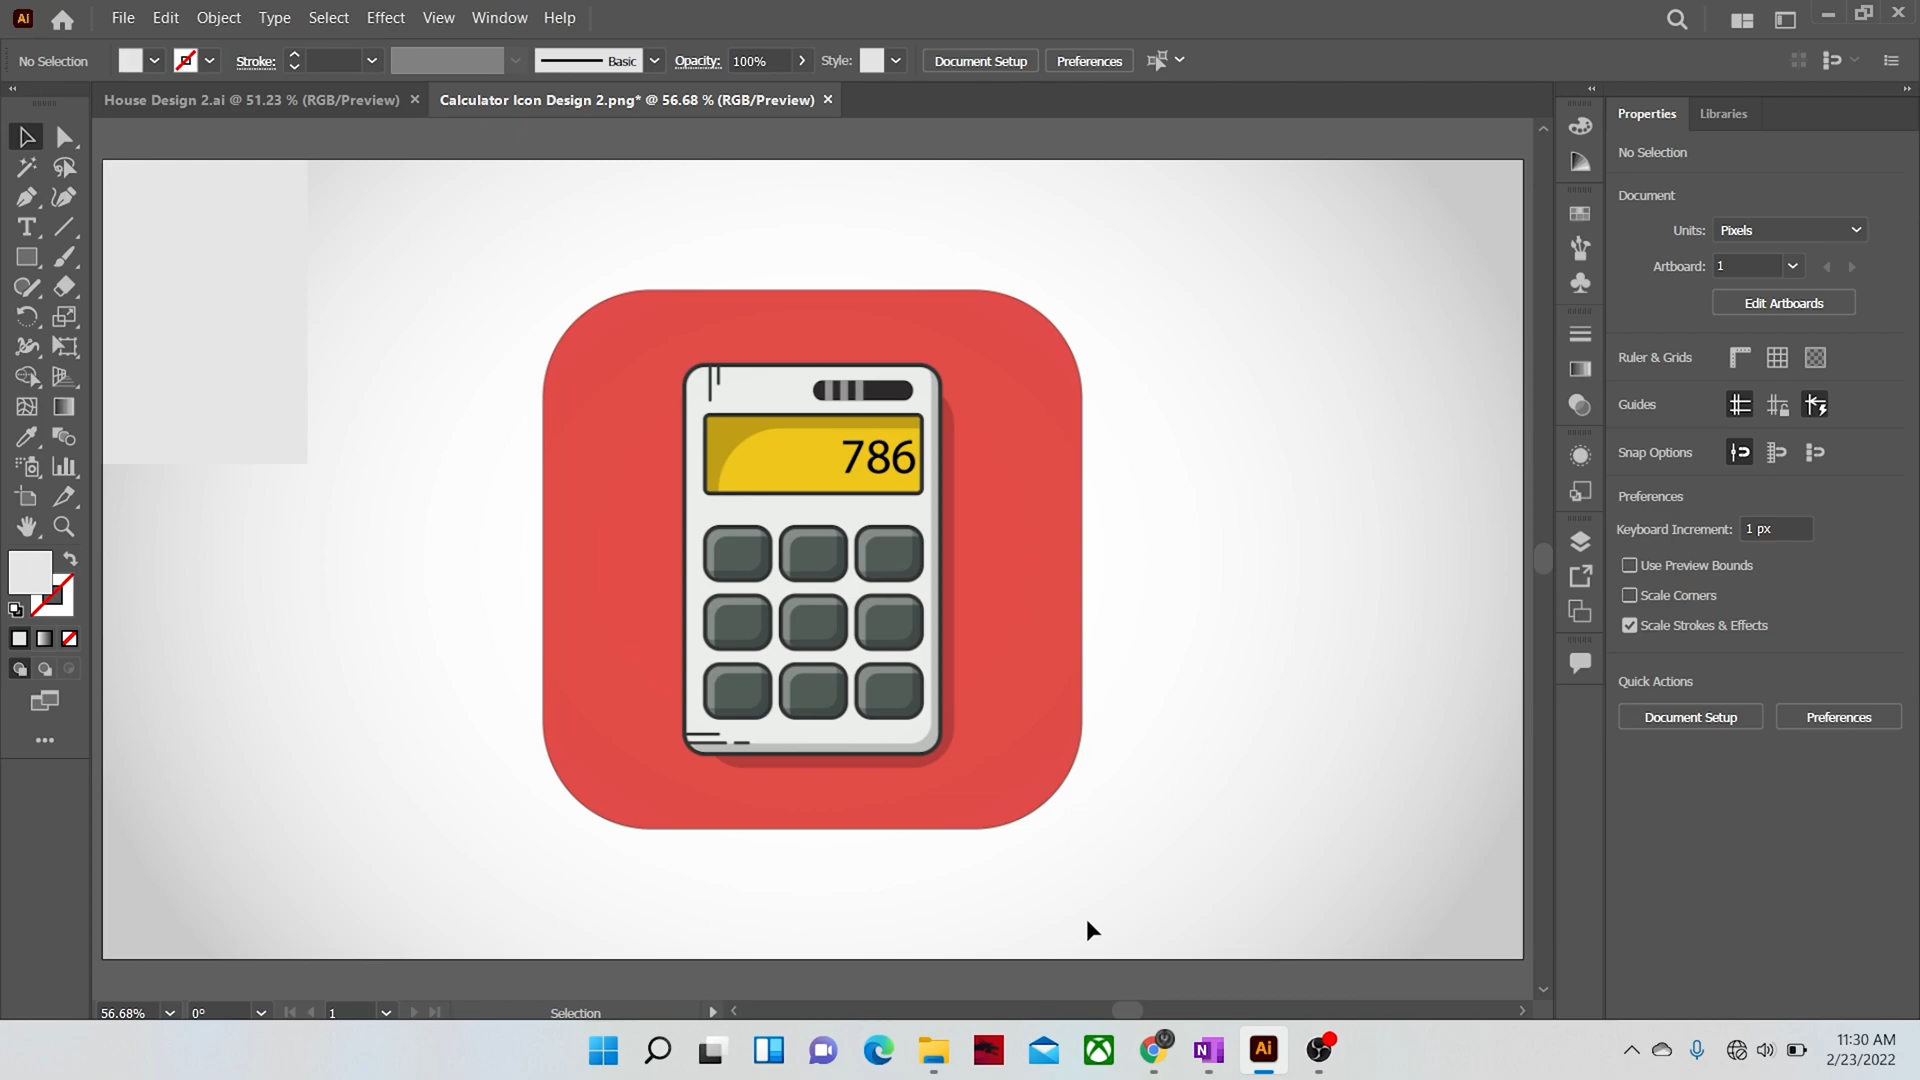 Ai File Edit Object Type Select Effect View Window Help
No Selection Stroke: Basic Opacity: 100% Style: Document Setup Preferences
House Design 2.ai @ 51.23 % (RGB/Preview) Calculator Icon Design 2.png* @ 56.68 % (RGB/Preview)
Properties Libraries
No Selection
Document
Units: Pixels
Artboard: 1
Edit Artboards
Ruler & Grids
Guides
Snap Options
Preferences
Keyboard Increment: 1 px
Use Preview Bounds
Scale Corners
Scale Strokes & Effects
Quick Actions
Document Setup Preferences
786
56.68% 0° 1 Selection
N Ai
11:30 AM
2/23/2022